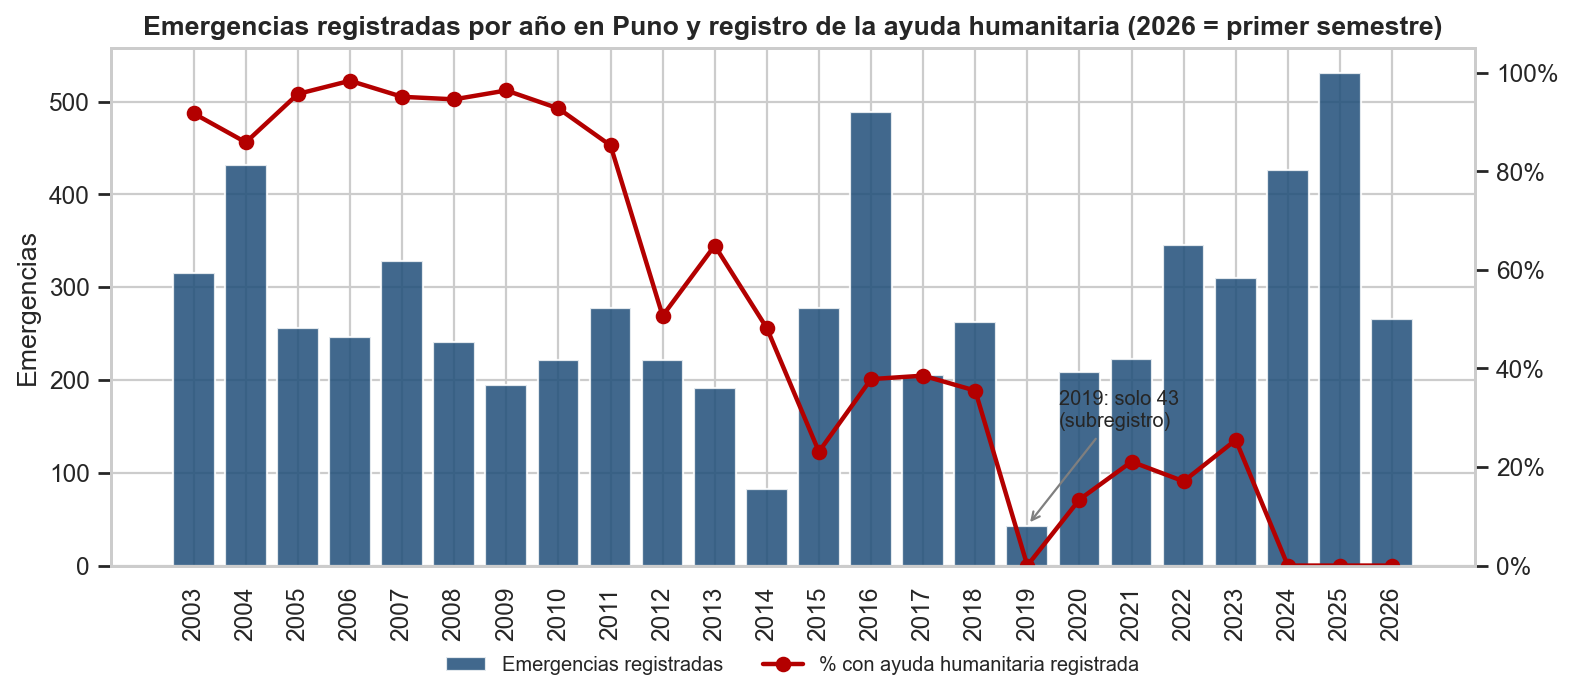 Emergencias registradas por año en Puno y registro de la ayuda humanitaria (2026 = primer semestre)
Emergencias
500
400
300
200
100
0
100%
80%
60%
40%
20%
0%
2019: solo 43
(subregistro)
2003 2004 2005 2006 2007 2008 2009 2010 2011 2012 2013 2014 2015 2016 2017 2018 2019 2020 2021 2022 2023 2024 2025 2026
Emergencias registradas % con ayuda humanitaria registrada